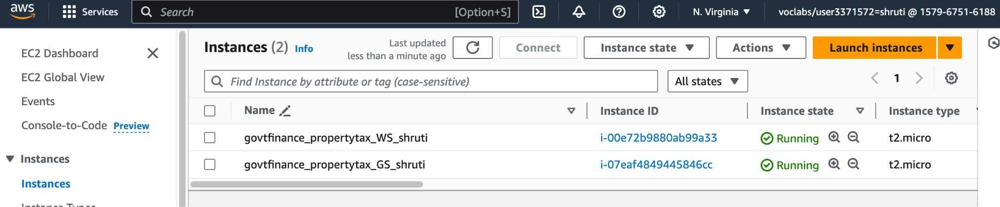 aws
Services
Search [Option+S]
N. Virginia
voclabs/user3371572=shruti @ 1579-6751-6188
EC2 Dashboard
EC2 Global View
Events
Console-to-Code Preview
Instances
Instances
Instance Types
Instances (2) Info
Last updated
less than a minute ago
Connect
Instance state
Actions
Launch instances
Find Instance by attribute or tag (case-sensitive)
All states
1
Name Instance ID Instance state Instance type
govtfinance_propertytax_WS_shruti i-00e72b9880ab99a33 Running t2.micro
govtfinance_propertytax_GS_shruti i-07eaf4849445846cc Running t2.micro